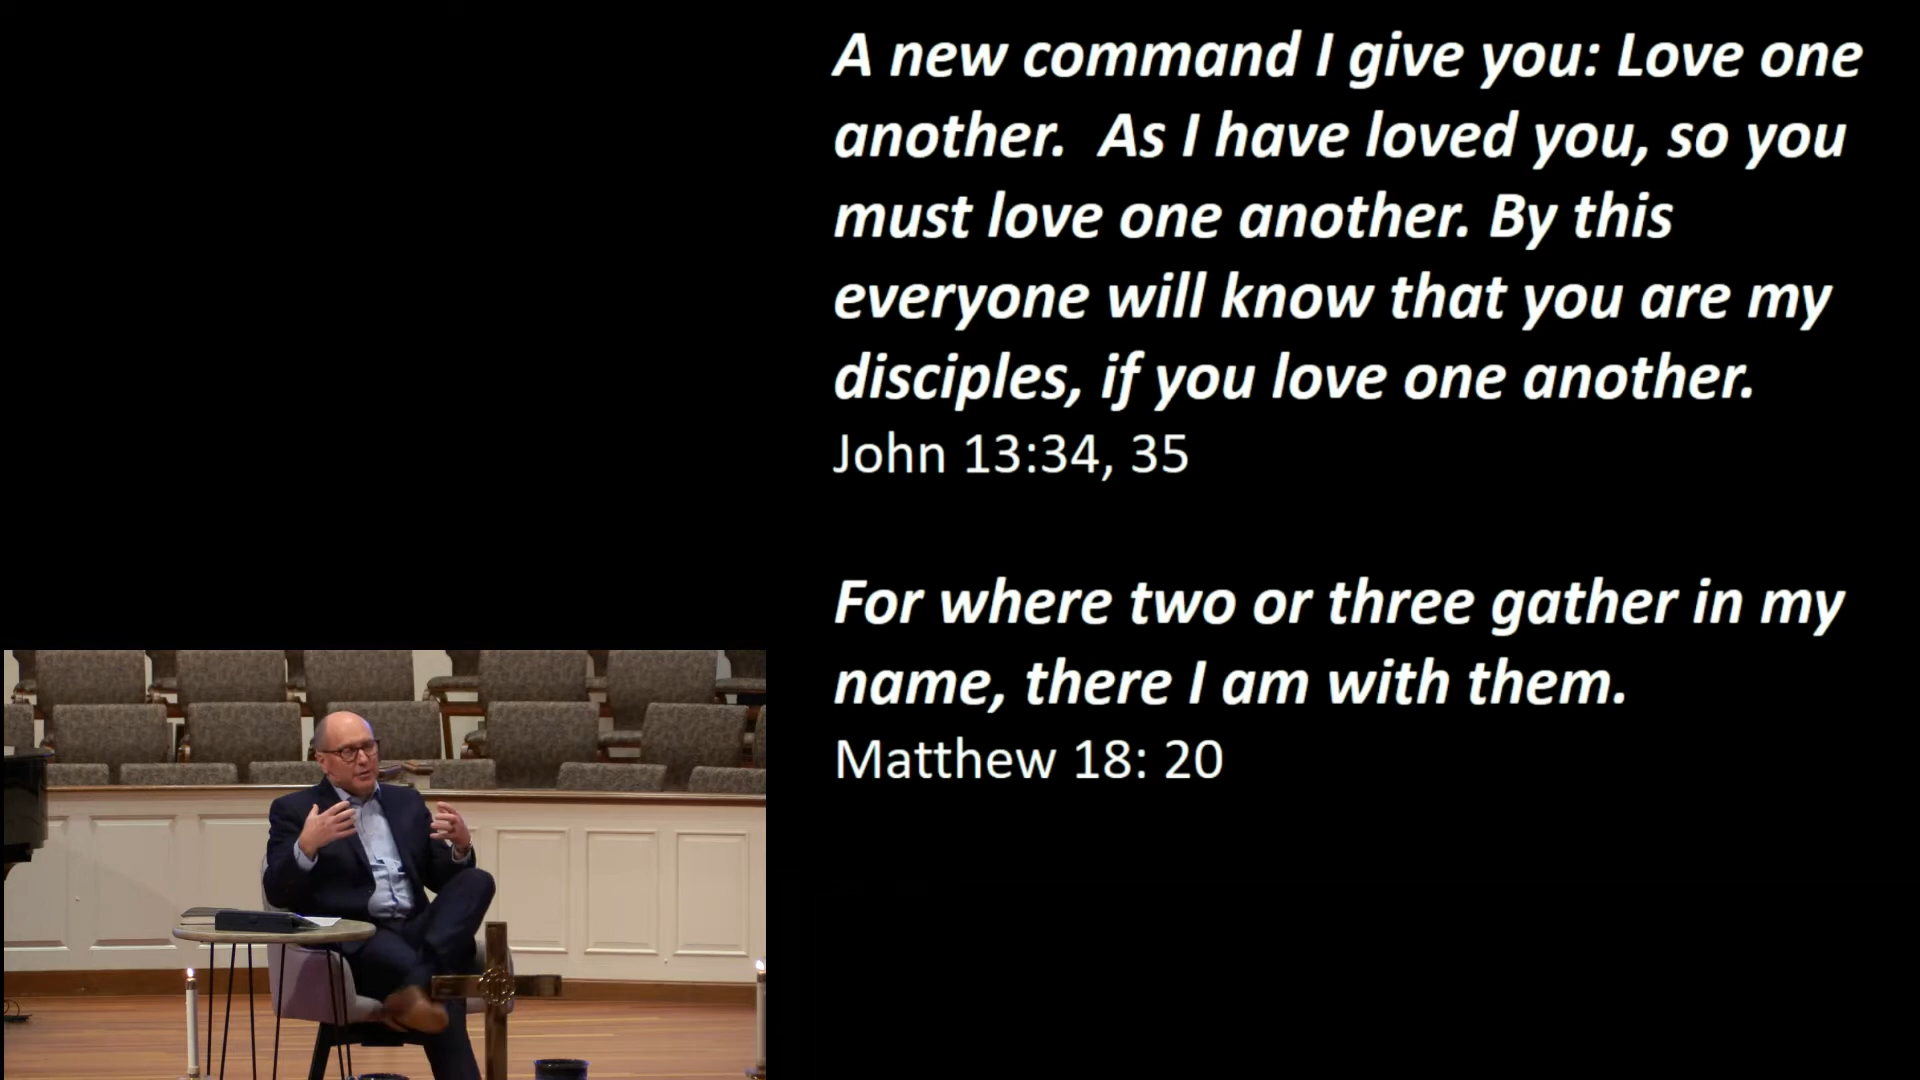 A new command I give you: Love one
another.  As I have loved you, so you
must love one another. By this
everyone will know that you are my
disciples, if you love one another.
John 13:34, 35
For where two or three gather in my
name, there I am with them.
Matthew 18: 20